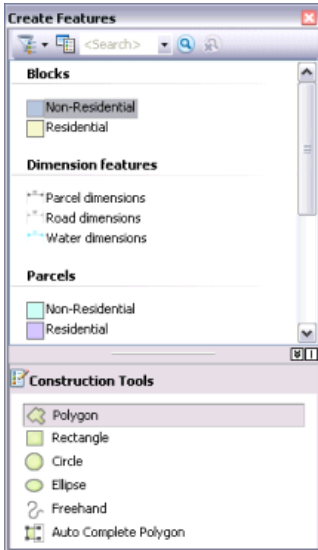 Create Features
<Search>
Blocks
Non-Residential
Residential
Dimension features
Parcel dimensions
Road dimensions
Water dimensions
Parcels
Non-Residential
Residential
Construction Tools
Polygon
Rectangle
Circle
Ellipse
Freehand
Auto Complete Polygon